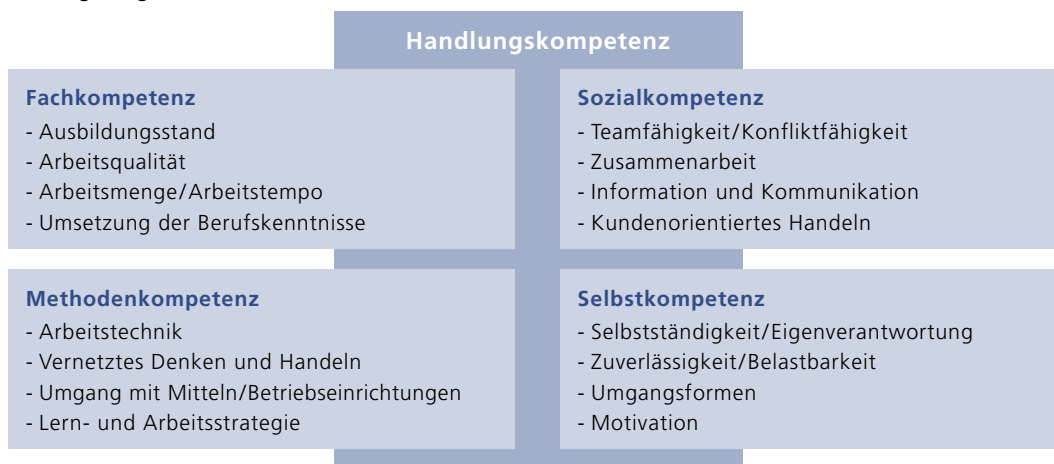 Handlungskompetenz
Fachkompetenz
- Ausbildungsstand
- Arbeitsqualität
- Arbeitsmenge/Arbeitstempo
- Umsetzung der Berufskenntnisse
Sozialkompetenz
- Teamfähigkeit/Konfliktfähigkeit
- Zusammenarbeit
- Information und Kommunikation
- Kundenorientiertes Handeln
Methodenkompetenz
- Arbeitstechnik
- Vernetztes Denken und Handeln
- Umgang mit Mitteln/Betriebseinrichtungen
- Lern- und Arbeitsstrategie
Selbstkompetenz
- Selbstständigkeit/Eigenverantwortung
- Zuverlässigkeit/Belastbarkeit
- Umgangsformen
- Motivation